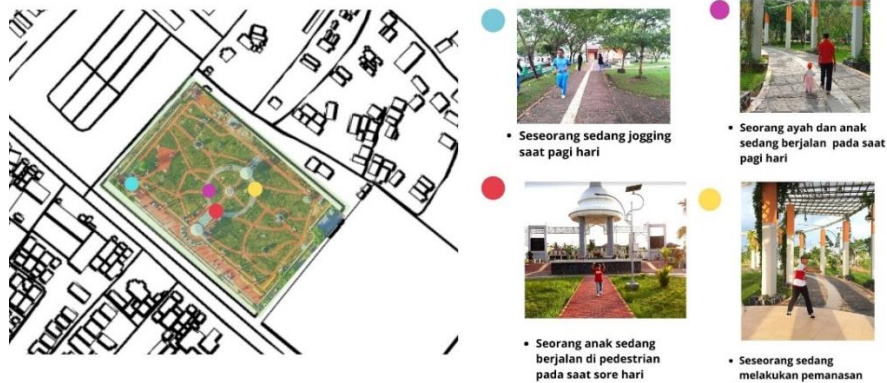 • Seseorang sedang jogging
saat pagi hari
• Seorang ayah dan anak
sedang berjalan pada saat
pagi hari
• Seorang anak sedang
berjalan di pedestrian
pada saat sore hari
• Seseorang sedang
melakukan pemanasan